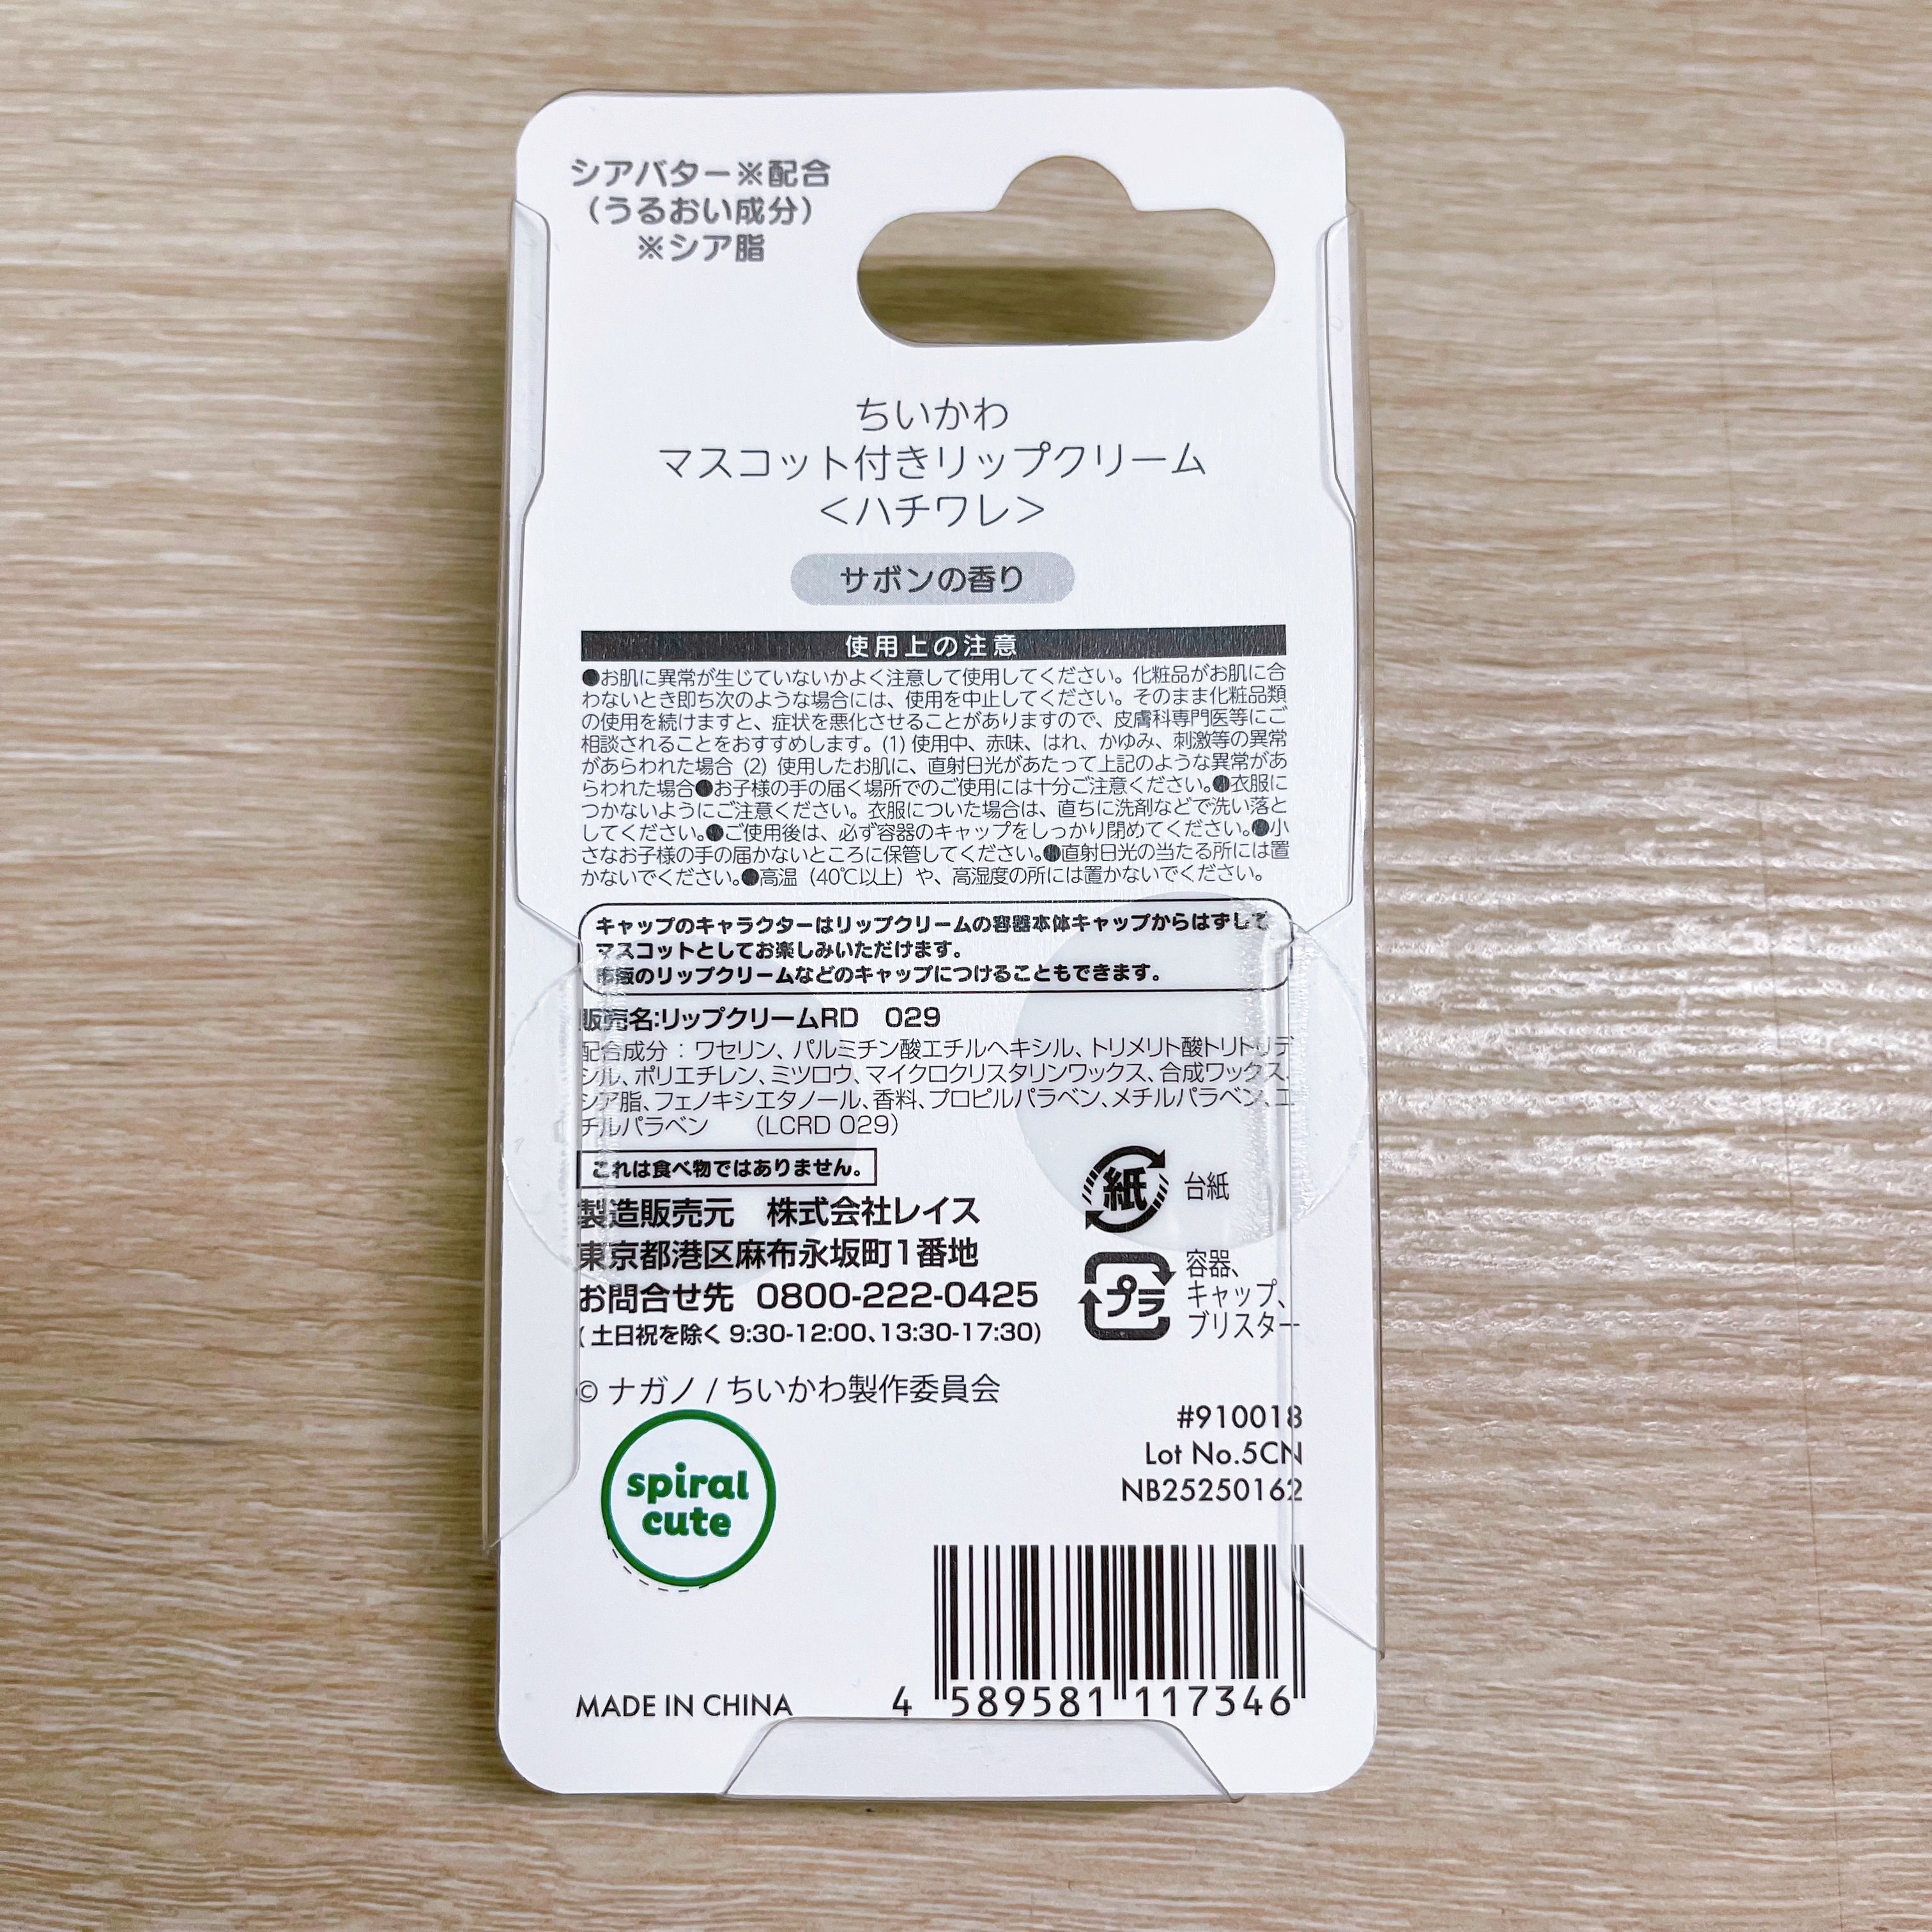 シアバター※配合
（うるおい成分）
※シア脂
ちいかわ
マスコット付きリップクリーム
＜ハチワレ＞
サボンの香り
使用上の注意
●お肌に異常が生じていないかよく注意して使用してください。化粧品がお肌に合
わないとき即ち次のような場合には、使用を中止してください。そのまま化粧品類
の使用を続けますと、症状を悪化させることがありますので、皮膚科専門医等にご
相談されることをおすすめします。(1) 使用中、赤味、はれ、かゆみ、刺激等の異常
があらわれた場合 (2) 使用したお肌に、直射日光があたって上記のような異常があ
らわれた場合●お子様の手の届く場所でのご使用には十分ご注意ください。●衣服に
つかないようにご注意ください。衣服についた場合は、直ちに洗剤などで洗い落と
してください。●ご使用後は、必ず容器のキャップをしっかり閉めてください。●小
さなお子様の手の届かないところに保管してください。●直射日光の当たる所には置
かないでください。●高温（40℃以上）や、高湿度の所には置かないでください。
キャップのキャラクターはリップクリームの容器本体キャップからはずして
マスコットとしてお楽しみいただけます。
市販のリップクリームなどのキャップにつけることもできます。
販売名:リップクリームRD 029
配合成分：ワセリン、パルミチン酸エチルヘキシル、トリメリト酸トリトリデ
シル、ポリエチレン、ミツロウ、マイクロクリスタリンワックス、合成ワックス、
シア脂、フェノキシエタノール、香料、プロピルパラベン、メチルパラベン、エ
チルパラベン （LCRD 029）
これは食べ物ではありません。
製造販売元 株式会社レイス
東京都港区麻布永坂町1番地
お問合せ先 0800-222-0425
(土日祝を除く 9:30-12:00、13:30-17:30)
紙 台紙
プラ 容器、
キャップ、
ブリスター
© ナガノ / ちいかわ製作委員会
#910018
Lot No.5CN
NB25250162
spiral
cute
MADE IN CHINA
4 589581 117346